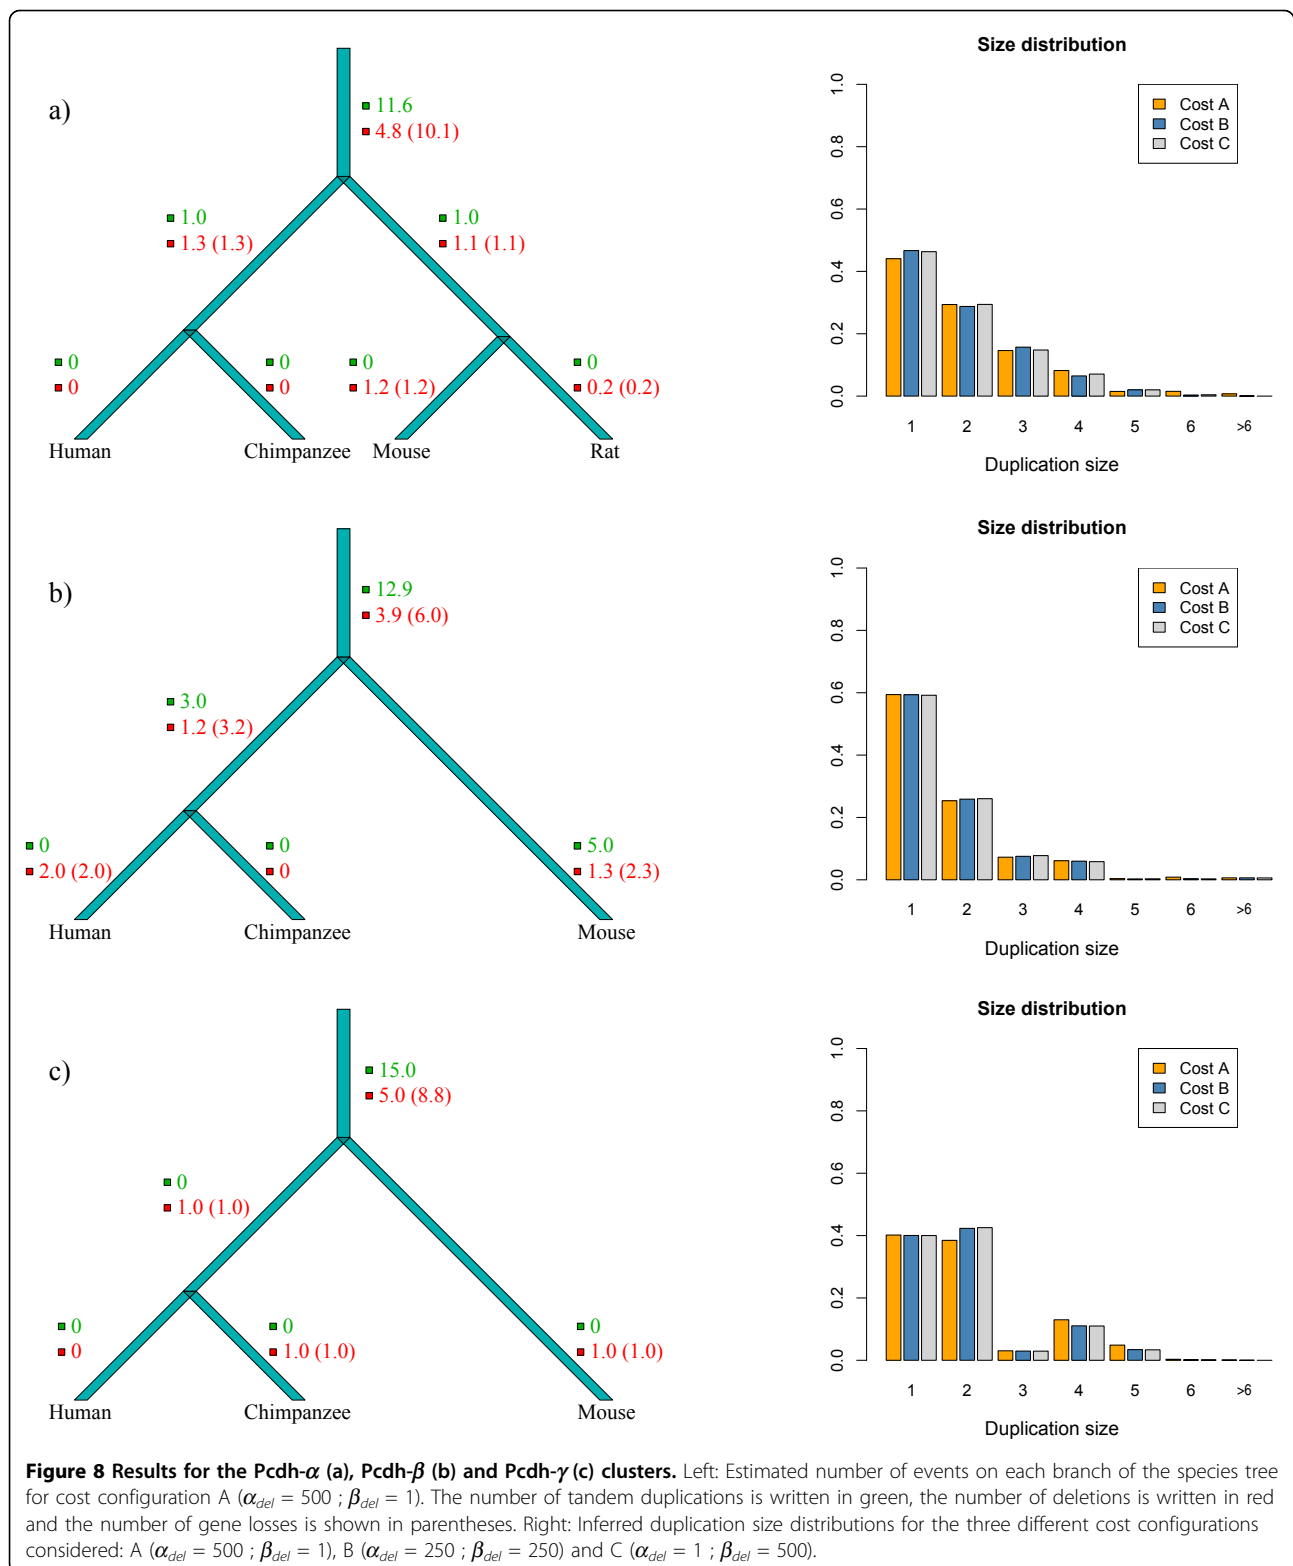 a)
11.6
4.8 (10.1)
1.0
1.3 (1.3)
1.0
1.1 (1.1)
0
0
0
0
0
1.2 (1.2)
0
0.2 (0.2)
Human
Chimpanzee
Mouse
Rat
Size distribution
Cost A
Cost B
Cost C
1.0
0.8
0.6
0.4
0.2
0.0
1 2 3 4 5 6 >6
Duplication size
b)
12.9
3.9 (6.0)
3.0
1.2 (3.2)
0
2.0 (2.0)
0
0
5.0
1.3 (2.3)
Human
Chimpanzee
Mouse
Size distribution
Cost A
Cost B
Cost C
1.0
0.8
0.6
0.4
0.2
0.0
1 2 3 4 5 6 >6
Duplication size
c)
15.0
5.0 (8.8)
0
1.0 (1.0)
0
0
0
1.0 (1.0)
0
1.0 (1.0)
Human
Chimpanzee
Mouse
Size distribution
Cost A
Cost B
Cost C
1.0
0.8
0.6
0.4
0.2
0.0
1 2 3 4 5 6 >6
Duplication size
Figure 8 Results for the Pcdh-α (a), Pcdh-β (b) and Pcdh-γ (c) clusters. Left: Estimated number of events on each branch of the species tree
for cost configuration A (α_del = 500 ; β_del = 1). The number of tandem duplications is written in green, the number of deletions is written in red
and the number of gene losses is shown in parentheses. Right: Inferred duplication size distributions for the three different cost configurations
considered: A (α_del = 500 ; β_del = 1), B (α_del = 250 ; β_del = 250) and C (α_del = 1 ; β_del = 500).